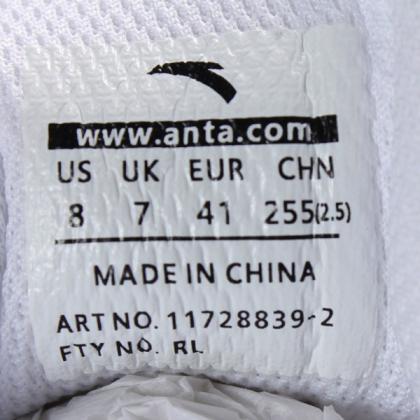 www.anta.com
US UK EUR CHN
8 7 41 255(2.5)
MADE IN CHINA
ART NO. 11728839-2
FTY NO. RL